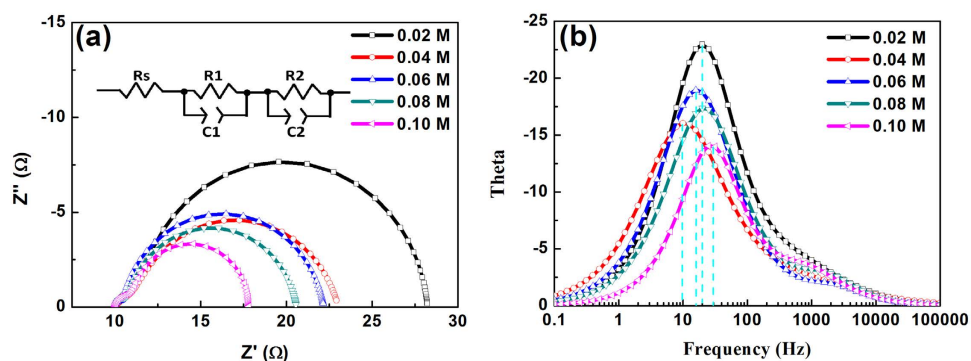 (a)
0.02 M
0.04 M
0.06 M
0.08 M
0.10 M
Rs R1 R2
C1 C2
-15
-10
-5
0
10 15 20 25 30
Z'' (Ω)
Z' (Ω)
(b)
0.02 M
0.04 M
0.06 M
0.08 M
0.10 M
-25
-20
-15
-10
-5
0
0.1 1 10 100 1000 10000 100000
Theta
Frequency (Hz)